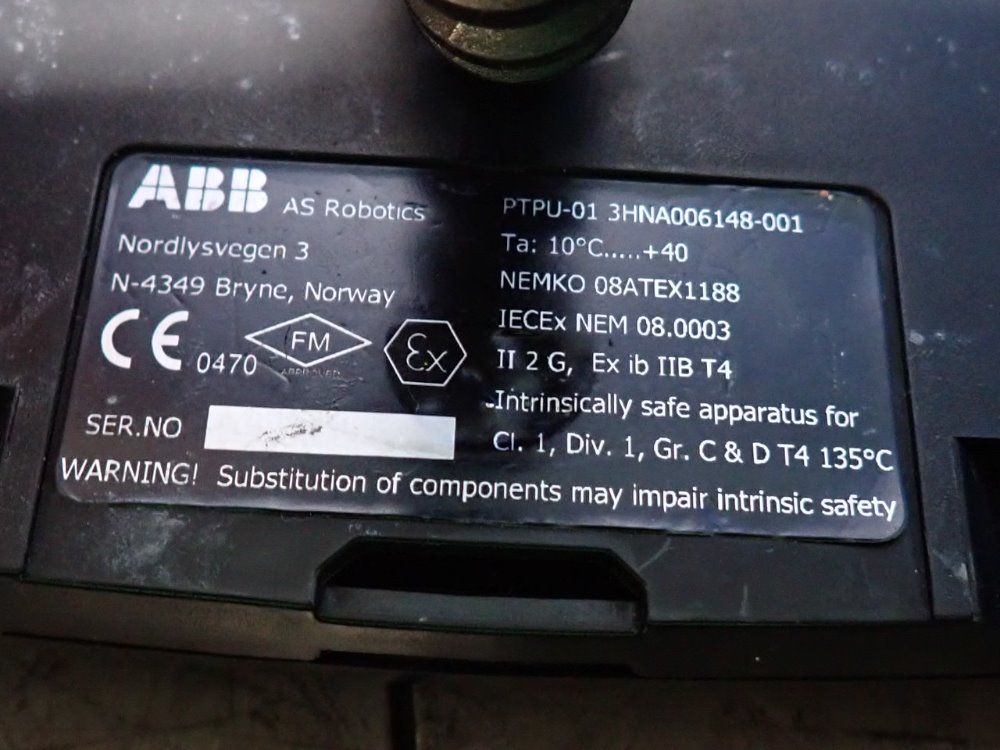 ABB AS Robotics
Nordlysvegen 3
N-4349 Bryne, Norway
CE 0470 FM APPROVED Ex
SER.NO
PTPU-01 3HNA006148-001
Ta: 10°C.....+40
NEMKO 08ATEX1188
IECEx NEM 08.0003
II 2 G, Ex ib IIB T4
Intrinsically safe apparatus for
Cl. 1, Div. 1, Gr. C & D T4 135°C
WARNING! Substitution of components may impair intrinsic safety